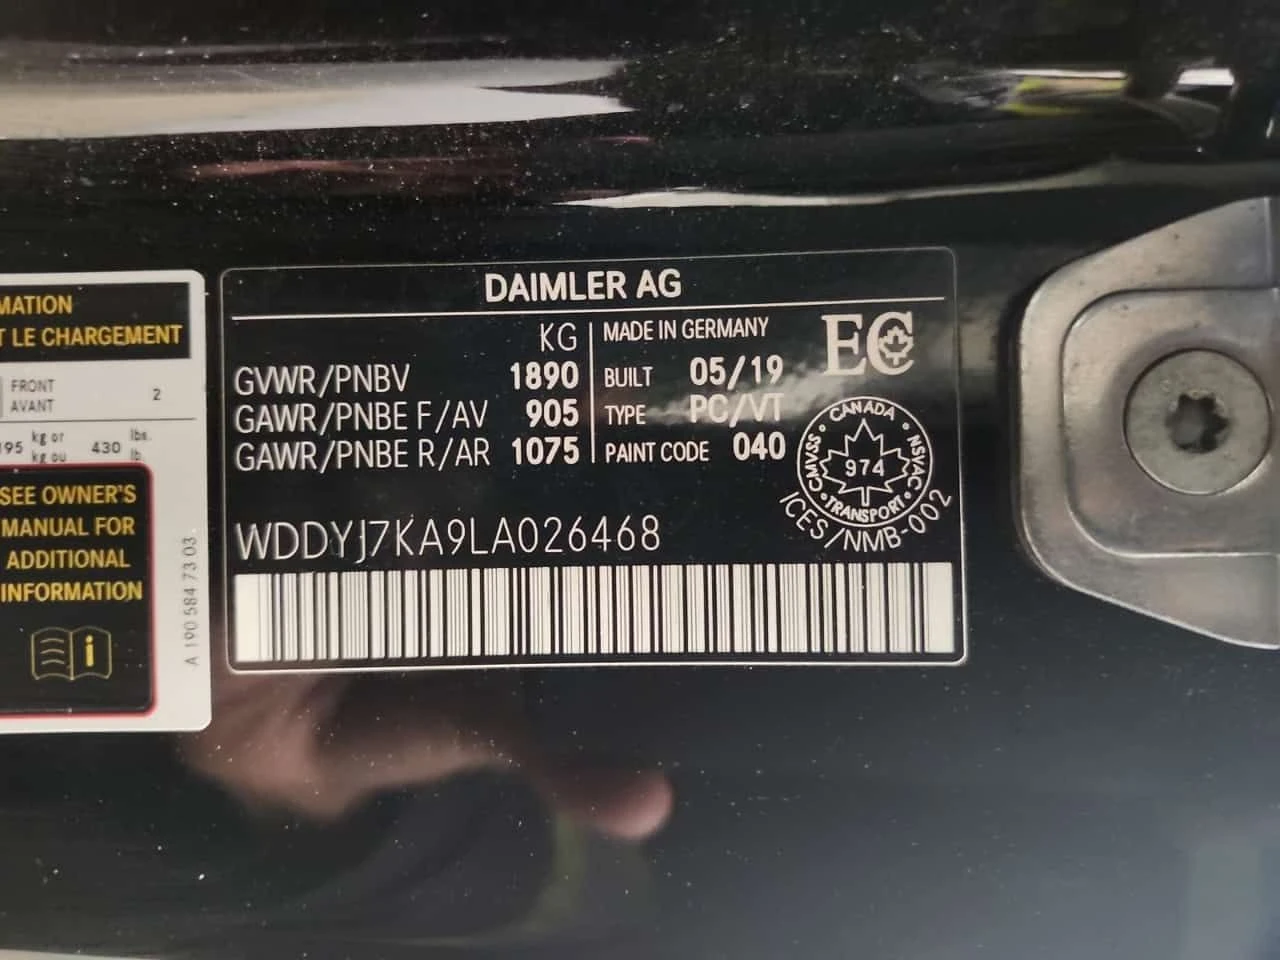 MATION
T LE CHARGEMENT
FRONT
AVANT
2
195 kg or 430 lbs.
kg ou lb.
SEE OWNER'S
MANUAL FOR
ADDITIONAL
INFORMATION
i
A 190 584 73 03
DAIMLER AG
KG
GVWR/PNBV 1890
GAWR/PNBE F/AV 905
GAWR/PNBE R/AR 1075
MADE IN GERMANY
BUILT 05/19
TYPE PC/VT
PAINT CODE 040
EC
CANADA
CMVSS
974
NSVAC
TRANSPORT
ICES/NMB-002
WDDYJ7KA9LA026468